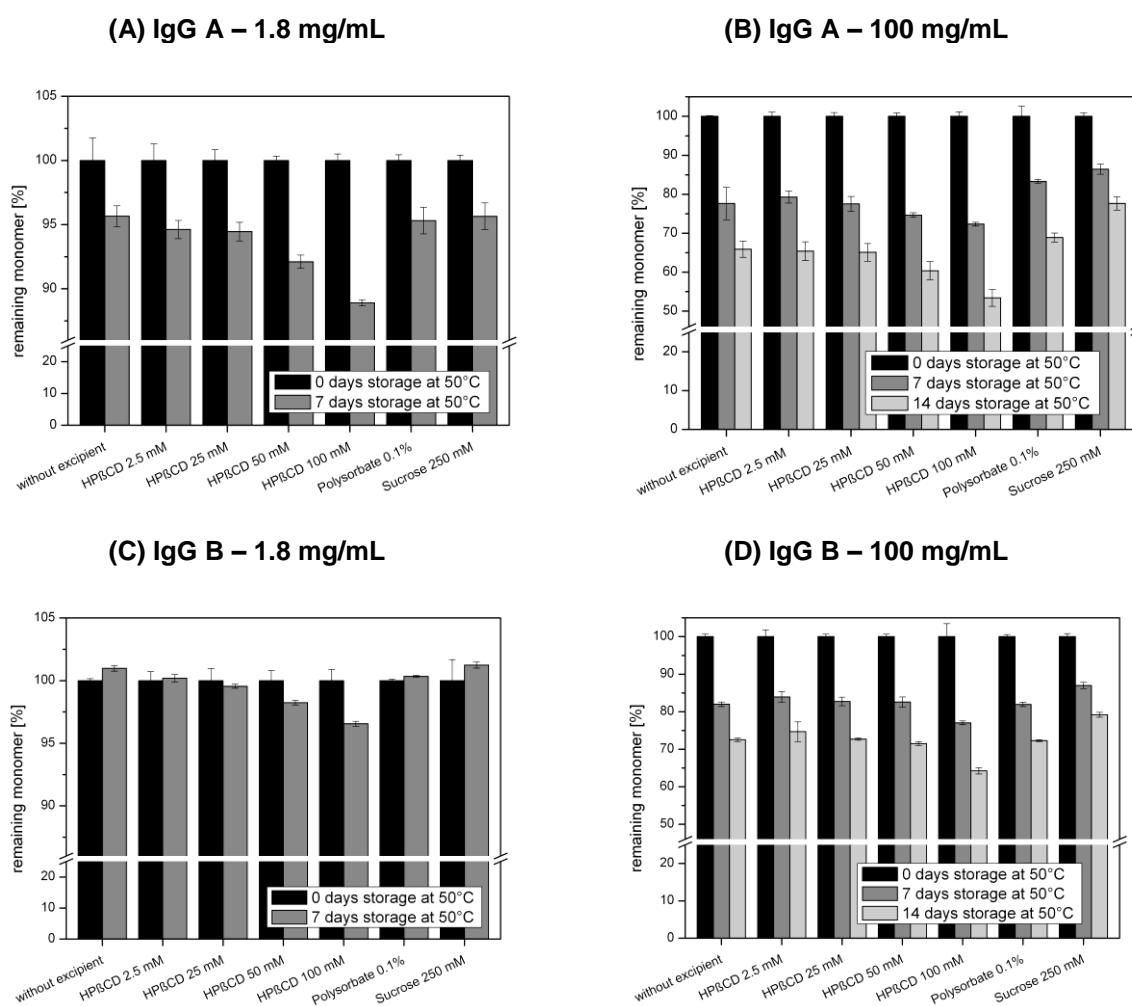 (A) IgG A – 1.8 mg/mL
105
100
95
90
20
10
0
remaining monomer [%]
0 days storage at 50°C
7 days storage at 50°C
without excipient
HPßCD 2.5 mM
HPßCD 25 mM
HPßCD 50 mM
HPßCD 100 mM
Polysorbate 0.1%
Sucrose 250 mM
(B) IgG A – 100 mg/mL
100
90
80
70
60
50
20
10
0
remaining monomer [%]
0 days storage at 50°C
7 days storage at 50°C
14 days storage at 50°C
without excipient
HPßCD 2.5 mM
HPßCD 25 mM
HPßCD 50 mM
HPßCD 100 mM
Polysorbate 0.1%
Sucrose 250 mM
(C) IgG B – 1.8 mg/mL
105
100
95
90
20
10
0
remaining monomer [%]
0 days storage at 50°C
7 days storage at 50°C
without excipient
HPßCD 2.5 mM
HPßCD 25 mM
HPßCD 50 mM
HPßCD 100 mM
Polysorbate 0.1%
Sucrose 250 mM
(D) IgG B – 100 mg/mL
100
90
80
70
60
50
20
10
0
remaining monomer [%]
0 days storage at 50°C
7 days storage at 50°C
14 days storage at 50°C
without excipient
HPßCD 2.5 mM
HPßCD 25 mM
HPßCD 50 mM
HPßCD 100 mM
Polysorbate 0.1%
Sucrose 250 mM